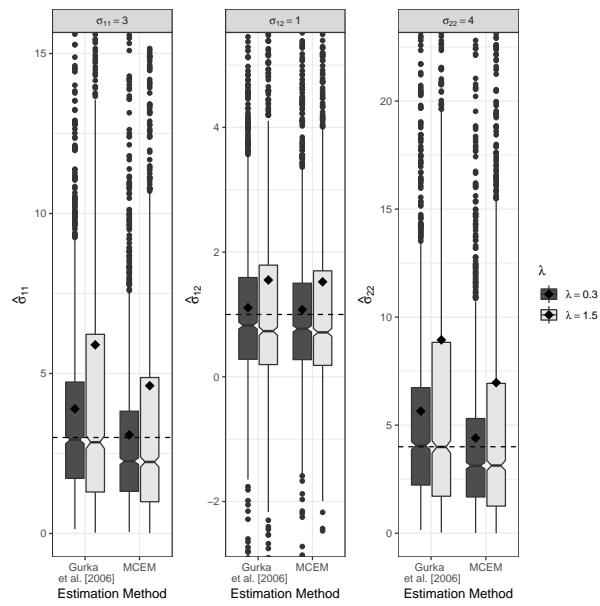 σ₁₁ = 3
σ₁₂ = 1
σ₂₂ = 4
σ̂₁₁
15
10
5
0
σ̂₁₂
4
2
0
−2
σ̂₂₂
20
15
10
5
0
Gurka
et al. [2006]
MCEM
Gurka
et al. [2006]
MCEM
Gurka
et al. [2006]
MCEM
Estimation Method
Estimation Method
Estimation Method
λ
λ = 0.3
λ = 1.5